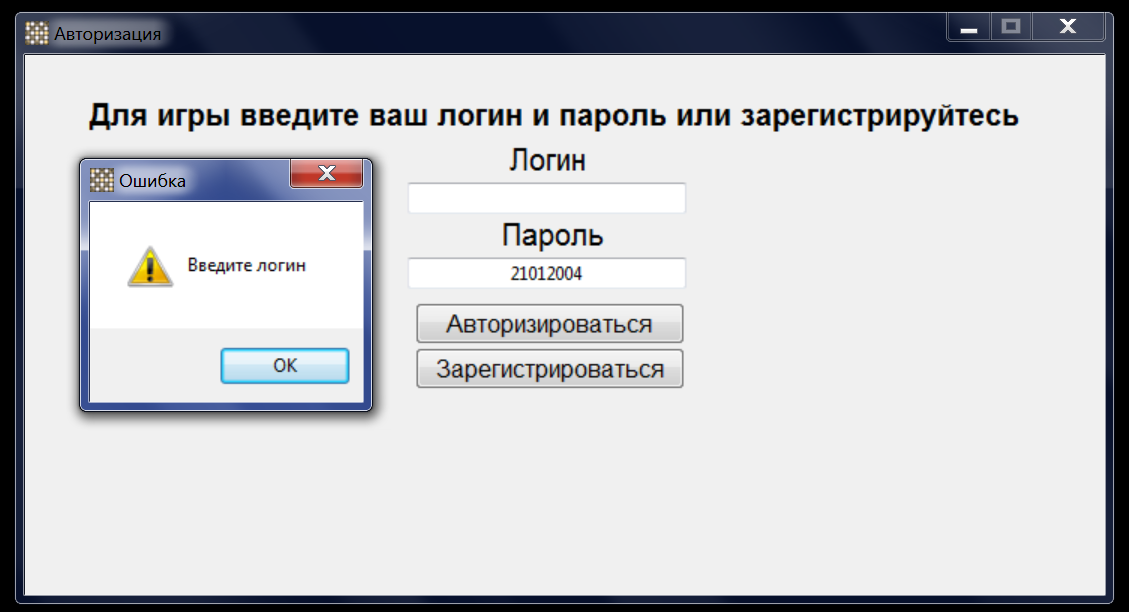 Авторизация
Для игры введите ваш логин и пароль или зарегистрируйтесь
Логин
Ошибка
Введите логин
OK
Пароль
21012004
Авторизироваться
Зарегистрироваться